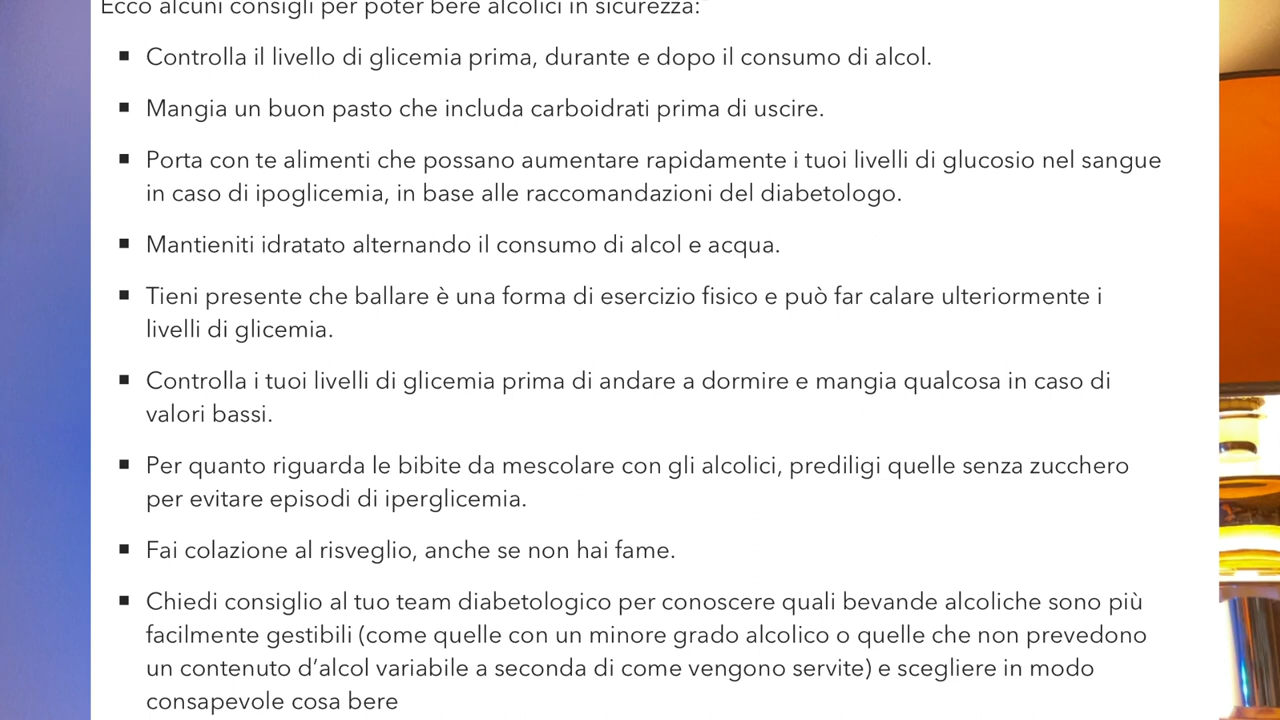 Ecco alcuni consigli per poter bere alcolici in sicurezza:
▪ Controlla il livello di glicemia prima, durante e dopo il consumo di alcol.
▪ Mangia un buon pasto che includa carboidrati prima di uscire.
▪ Porta con te alimenti che possano aumentare rapidamente i tuoi livelli di glucosio nel sangue
in caso di ipoglicemia, in base alle raccomandazioni del diabetologo.
▪ Mantieniti idratato alternando il consumo di alcol e acqua.
▪ Tieni presente che ballare è una forma di esercizio fisico e può far calare ulteriormente i
livelli di glicemia.
▪ Controlla i tuoi livelli di glicemia prima di andare a dormire e mangia qualcosa in caso di
valori bassi.
▪ Per quanto riguarda le bibite da mescolare con gli alcolici, prediligi quelle senza zucchero
per evitare episodi di iperglicemia.
▪ Fai colazione al risveglio, anche se non hai fame.
▪ Chiedi consiglio al tuo team diabetologico per conoscere quali bevande alcoliche sono più
facilmente gestibili (come quelle con un minore grado alcolico o quelle che non prevedono
un contenuto d’alcol variabile a seconda di come vengono servite) e scegliere in modo
consapevole cosa bere